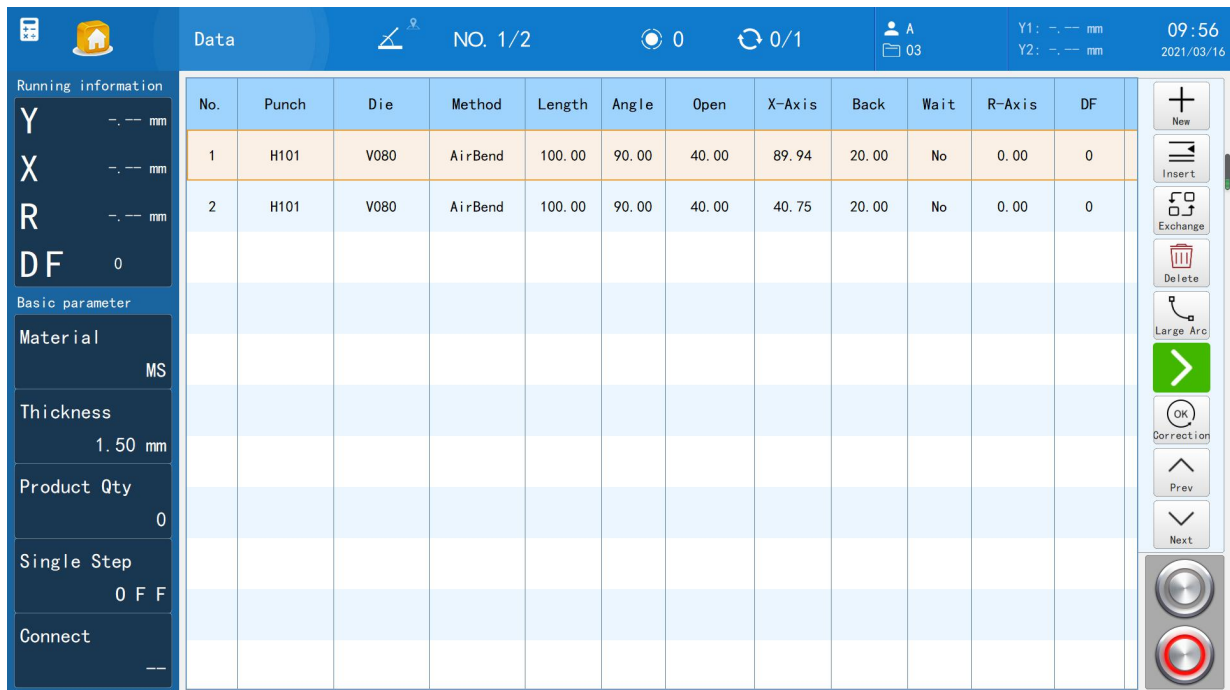 Data
NO. 1/2
0
0/1
A
03
Y1: -.-- mm
Y2: -.-- mm
09:56
2021/03/16
Running information
Y -.-- mm
X -.-- mm
R -.-- mm
DF 0
Basic parameter
Material
MS
Thickness
1.50 mm
Product Qty
0
Single Step
OFF
Connect
--
No. Punch Die Method Length Angle Open X-Axis Back Wait R-Axis DF
1 H101 V080 AirBend 100.00 90.00 40.00 89.94 20.00 No 0.00 0
2 H101 V080 AirBend 100.00 90.00 40.00 40.75 20.00 No 0.00 0
New
Insert
Exchange
Delete
Large Arc
OK
Correction
Prev
Next